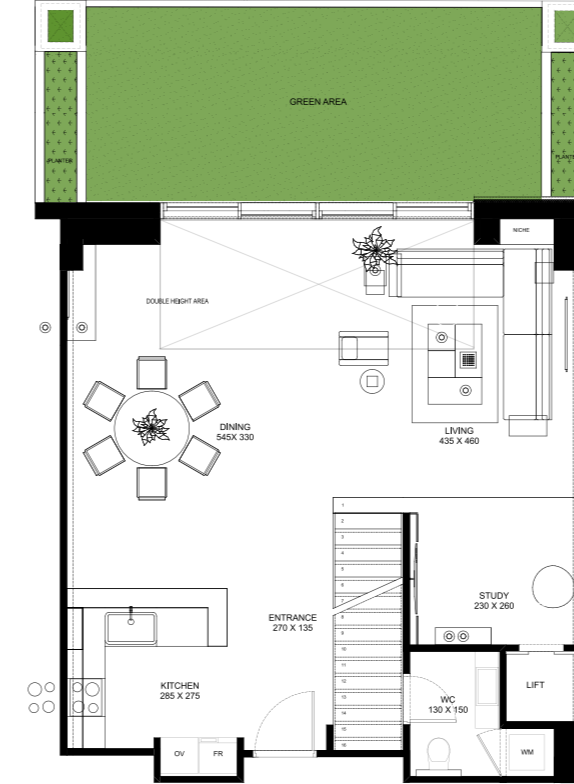 GREEN AREA
PLANTER
PLANTE
NICHE
DOUBLE HEIGHT AREA
DINING
545X 330
LIVING
435 X 460
1
2
3
4
5
6
7
8
9
10
11
12
13
14
15
16
STUDY
230 X 260
ENTRANCE
270 X 135
KITCHEN
285 X 275
WC
130 X 150
LIFT
OV
FR
WM